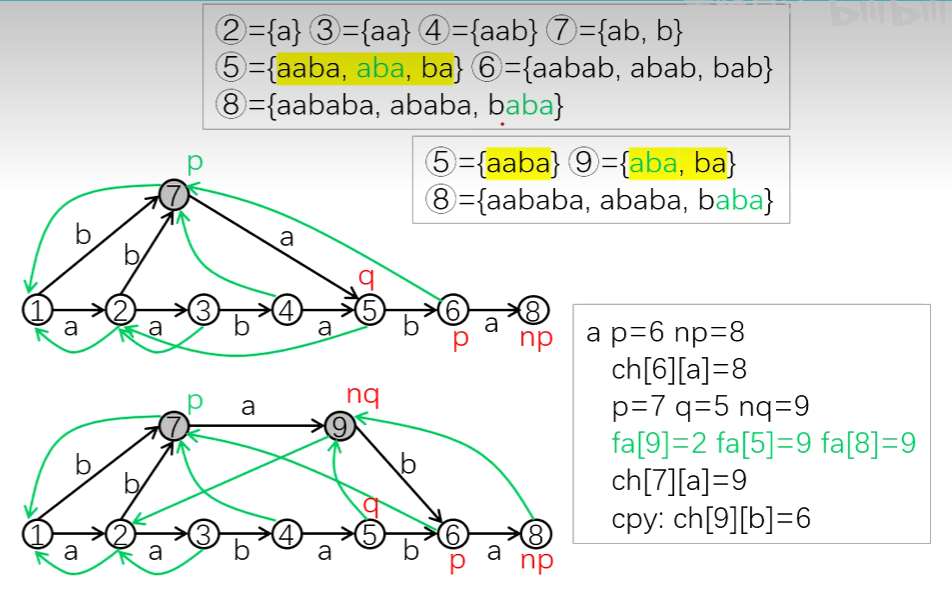 ②={a} ③={aa} ④={aab} ⑦={ab, b}
⑤={aaba, aba, ba} ⑥={aabab, abab, bab}
⑧={aababa, ababa, baba}
⑤={aaba} ⑨={aba, ba}
⑧={aababa, ababa, baba}
p
⑦
b
b
a
q
① ② ③ ④ ⑤ ⑥ ⑧
a a b a b a
p np
p
⑦
a
nq
⑨
b
b
b
q
① ② ③ ④ ⑤ ⑥ ⑧
a a b a b a
p np
a p=6 np=8
ch[6][a]=8
p=7 q=5 nq=9
fa[9]=2 fa[5]=9 fa[8]=9
ch[7][a]=9
cpy: ch[9][b]=6